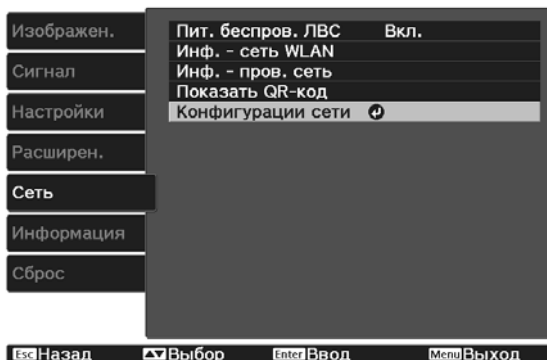 Изображен.
Сигнал
Настройки
Расширен.
Сеть
Информация
Сброс
Пит. беспров. ЛВС Вкл.
Инф. - сеть WLAN
Инф. - пров. сеть
Показать QR-код
Конфигурации сети
Esc Назад Выбор Enter Ввод Menu Выход